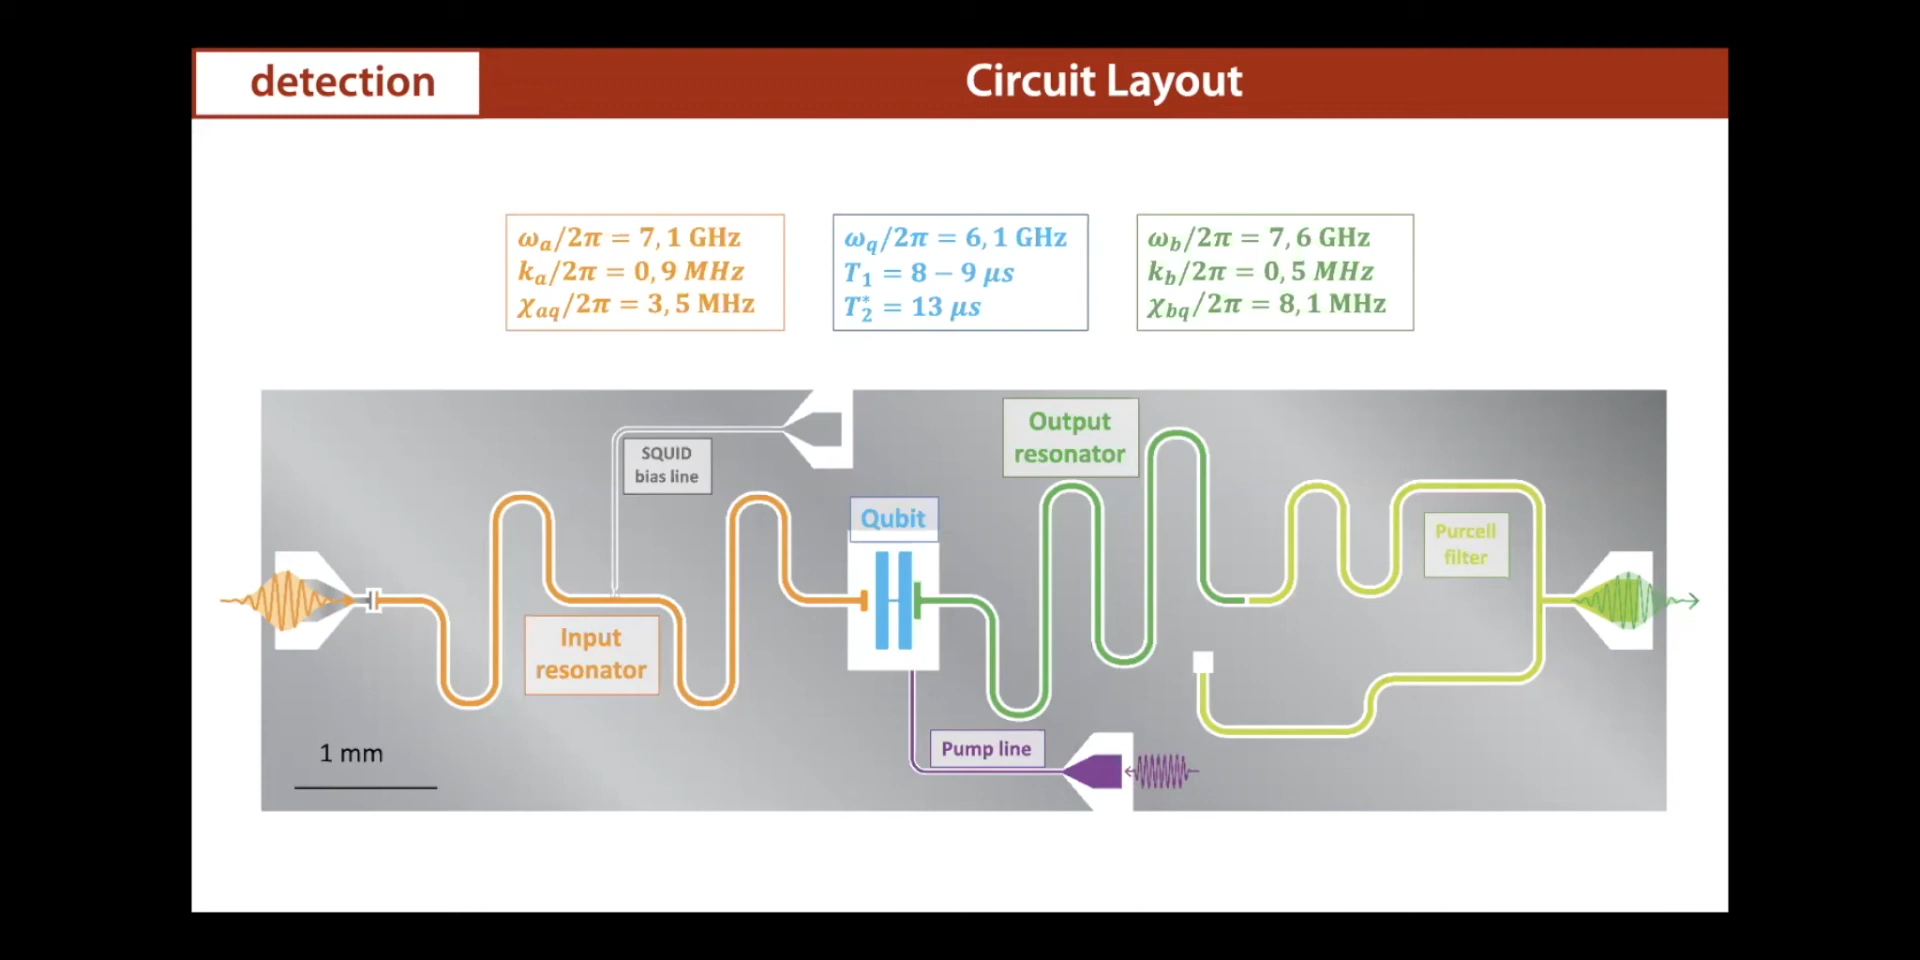 detection
Circuit Layout
ωa/2π = 7, 1 GHz
ka/2π = 0, 9 MHz
χaq/2π = 3, 5 MHz
ωq/2π = 6, 1 GHz
T1 = 8 − 9 μs
T2* = 13 μs
ωb/2π = 7, 6 GHz
kb/2π = 0, 5 MHz
χbq/2π = 8, 1 MHz
SQUID
bias line
Output
resonator
Qubit
Purcell
filter
Input
resonator
Pump line
1 mm